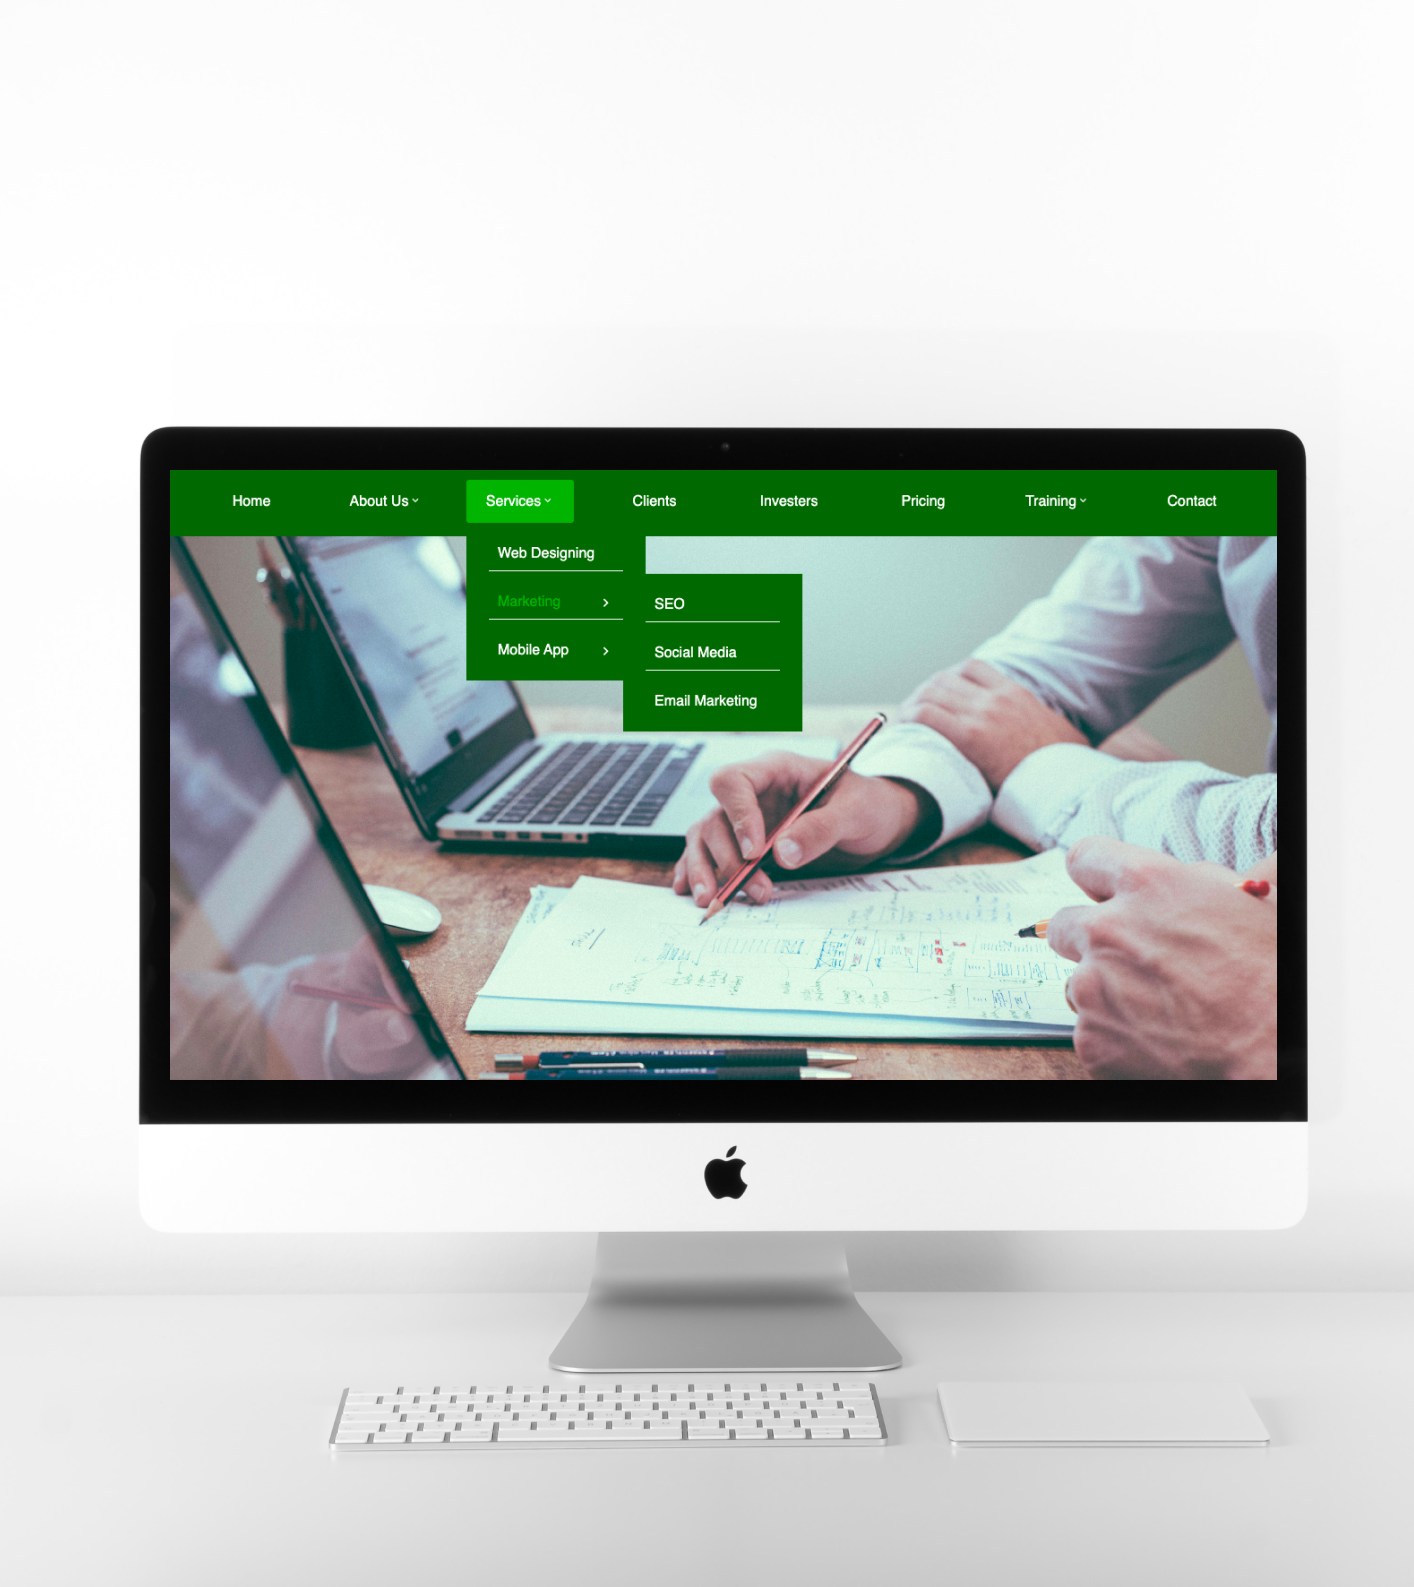 Home
About Us
Services
Clients
Investers
Pricing
Training
Contact
Web Designing
Marketing
Mobile App
SEO
Social Media
Email Marketing